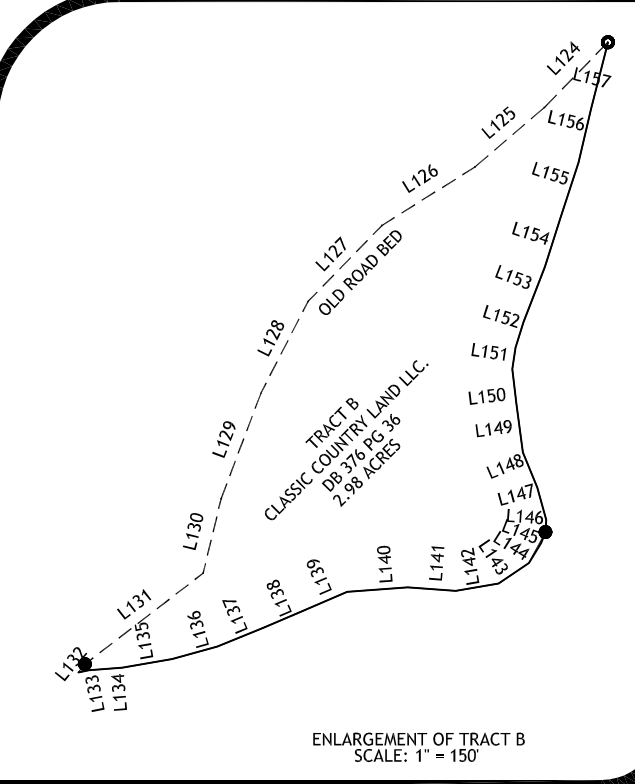 L124
L157
L156
L125
L155
L126
L154
L127
OLD ROAD BED
L153
L152
L128
L151
L150
L149
L129
TRACT B
CLASSIC COUNTRY LAND LLC.
DB 376 PG 36
2.98 ACRES
L148
L147
L146
L145
L144
L143
L142
L141
L140
L139
L138
L137
L136
L135
L130
L131
L132
L133
L134
ENLARGEMENT OF TRACT B
SCALE: 1" = 150'